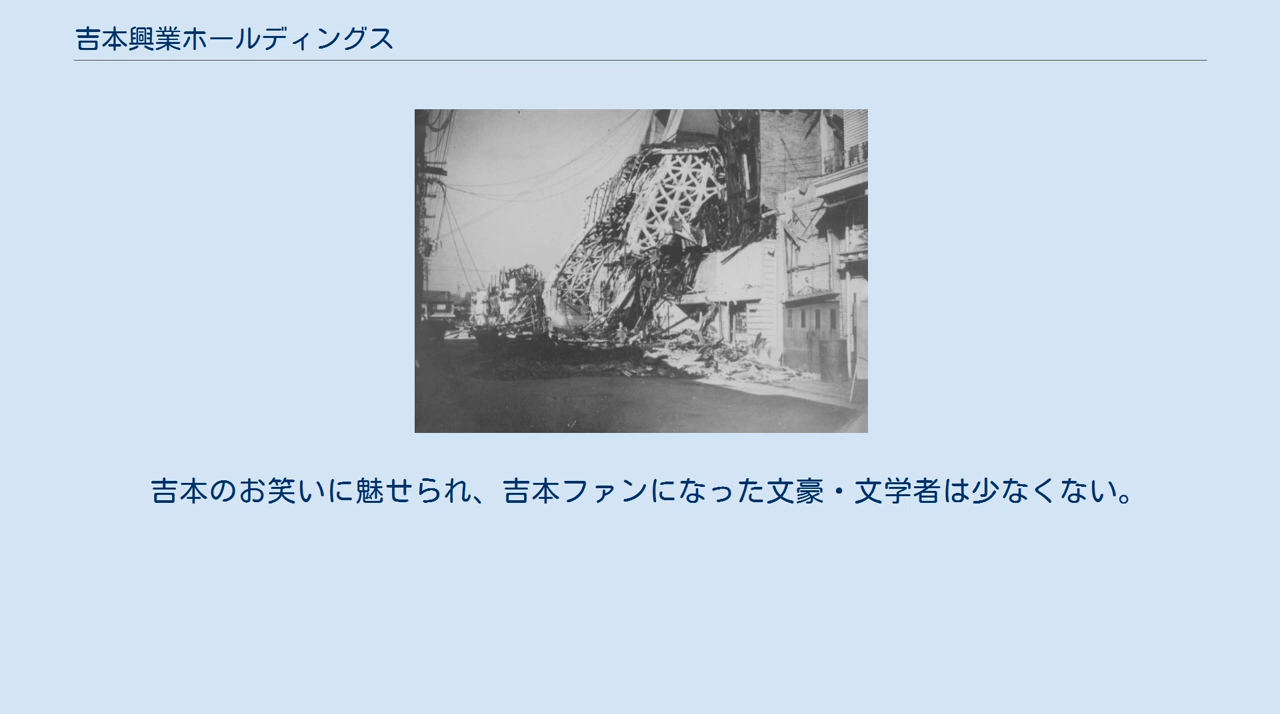 吉本興業ホールディングス
吉本のお笑いに魅せられ、吉本ファンになった文豪・文学者は少なくない。